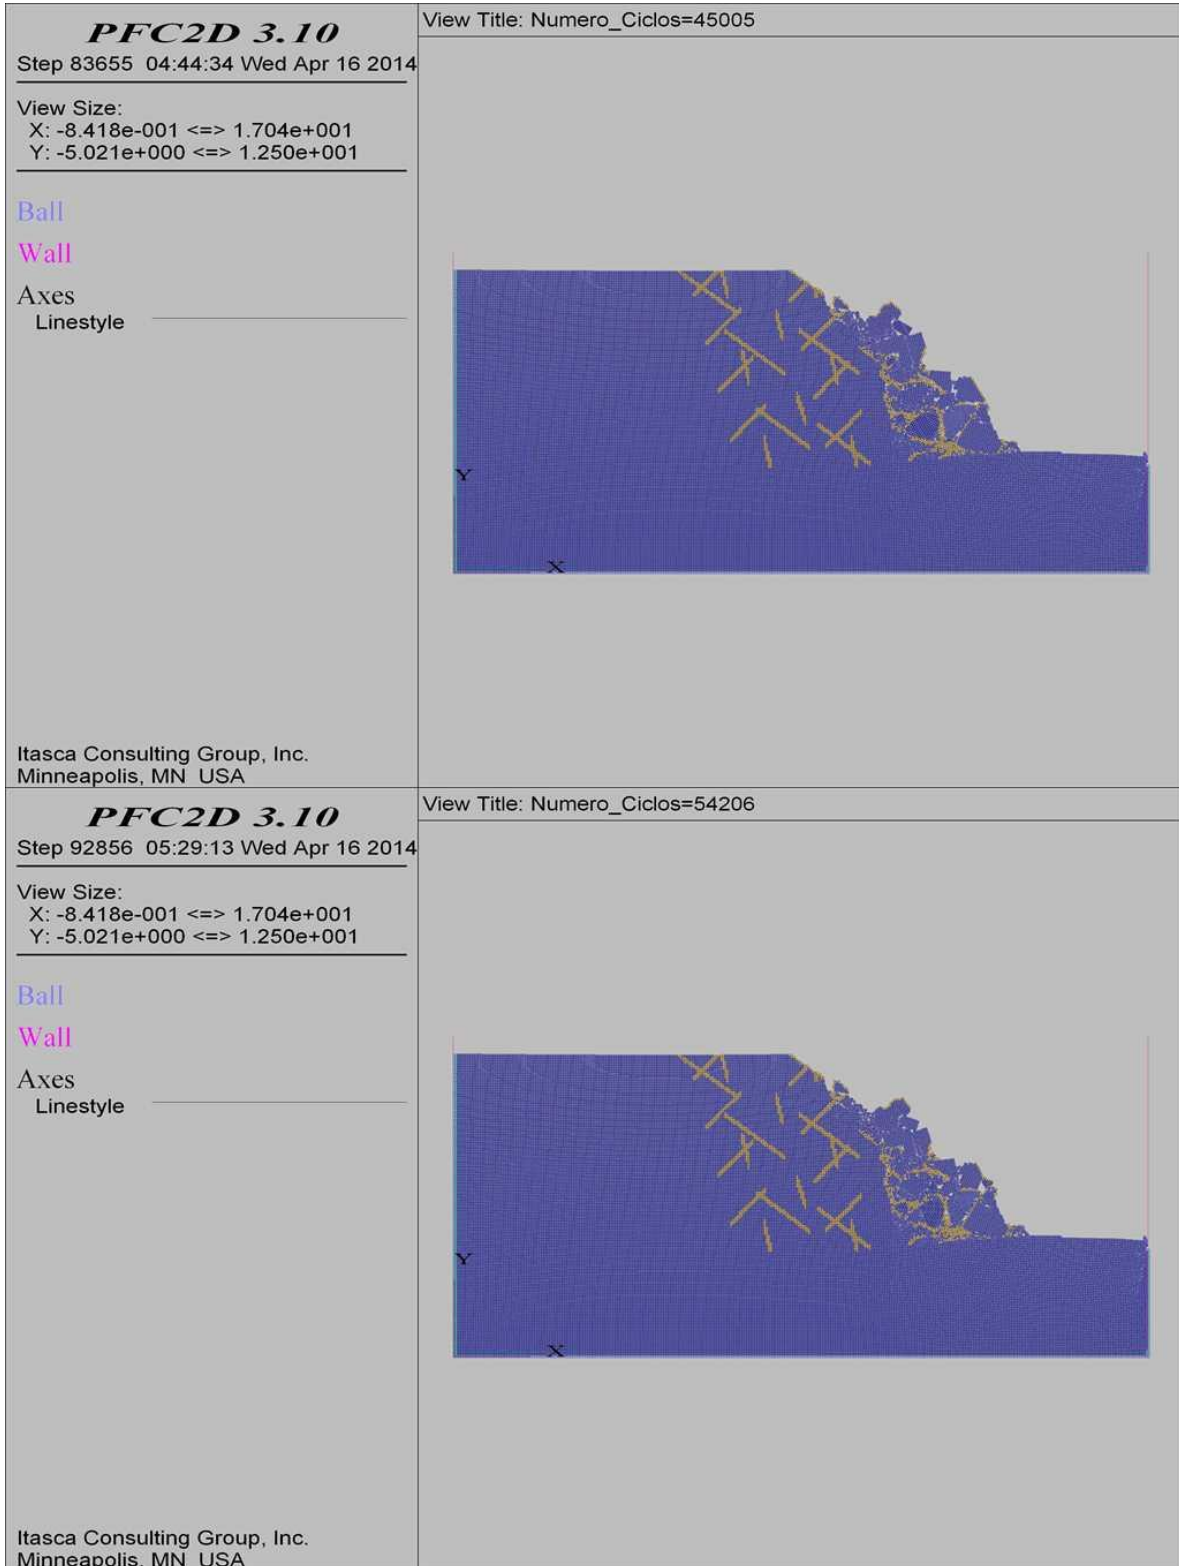 PFC2D 3.10
Step 83655 04:44:34 Wed Apr 16 2014
View Size:
X: -8.418e-001 <=> 1.704e+001
Y: -5.021e+000 <=> 1.250e+001
Ball
Wall
Axes
Linestyle
Itasca Consulting Group, Inc.
Minneapolis, MN USA
View Title: Numero_Ciclos=45005
Y
X
PFC2D 3.10
Step 92856 05:29:13 Wed Apr 16 2014
View Size:
X: -8.418e-001 <=> 1.704e+001
Y: -5.021e+000 <=> 1.250e+001
Ball
Wall
Axes
Linestyle
Itasca Consulting Group, Inc.
Minneapolis, MN USA
View Title: Numero_Ciclos=54206
Y
X